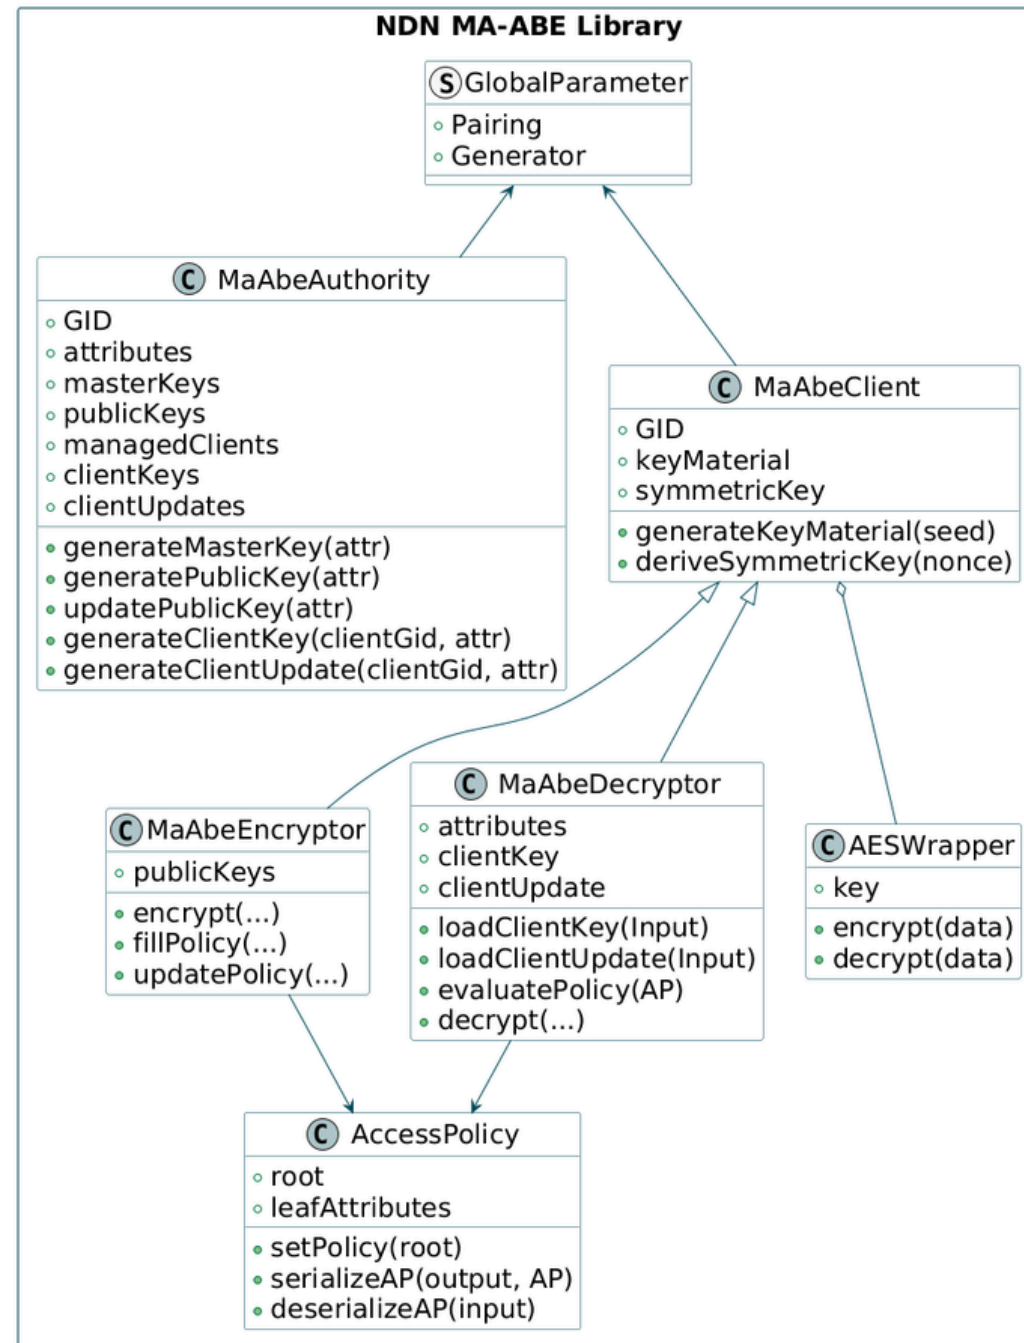 NDN MA-ABE Library
S GlobalParameter
Pairing
Generator
C MaAbeAuthority
GID
attributes
masterKeys
publicKeys
managedClients
clientKeys
clientUpdates
generateMasterKey(attr)
generatePublicKey(attr)
updatePublicKey(attr)
generateClientKey(clientGid, attr)
generateClientUpdate(clientGid, attr)
C MaAbeClient
GID
keyMaterial
symmetricKey
generateKeyMaterial(seed)
deriveSymmetricKey(nonce)
C MaAbeEncryptor
publicKeys
encrypt(...)
fillPolicy(...)
updatePolicy(...)
C MaAbeDecryptor
attributes
clientKey
clientUpdate
loadClientKey(Input)
loadClientUpdate(Input)
evaluatePolicy(AP)
decrypt(...)
C AESWrapper
key
encrypt(data)
decrypt(data)
C AccessPolicy
root
leafAttributes
setPolicy(root)
serializeAP(output, AP)
deserializeAP(input)